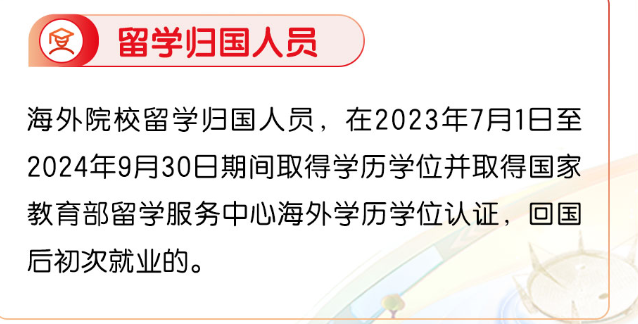 留学归国人员
海外院校留学归国人员，在2023年7月1日至
2024年9月30日期间取得学历学位并取得国家
教育部留学服务中心海外学历学位认证，回国
后初次就业的。